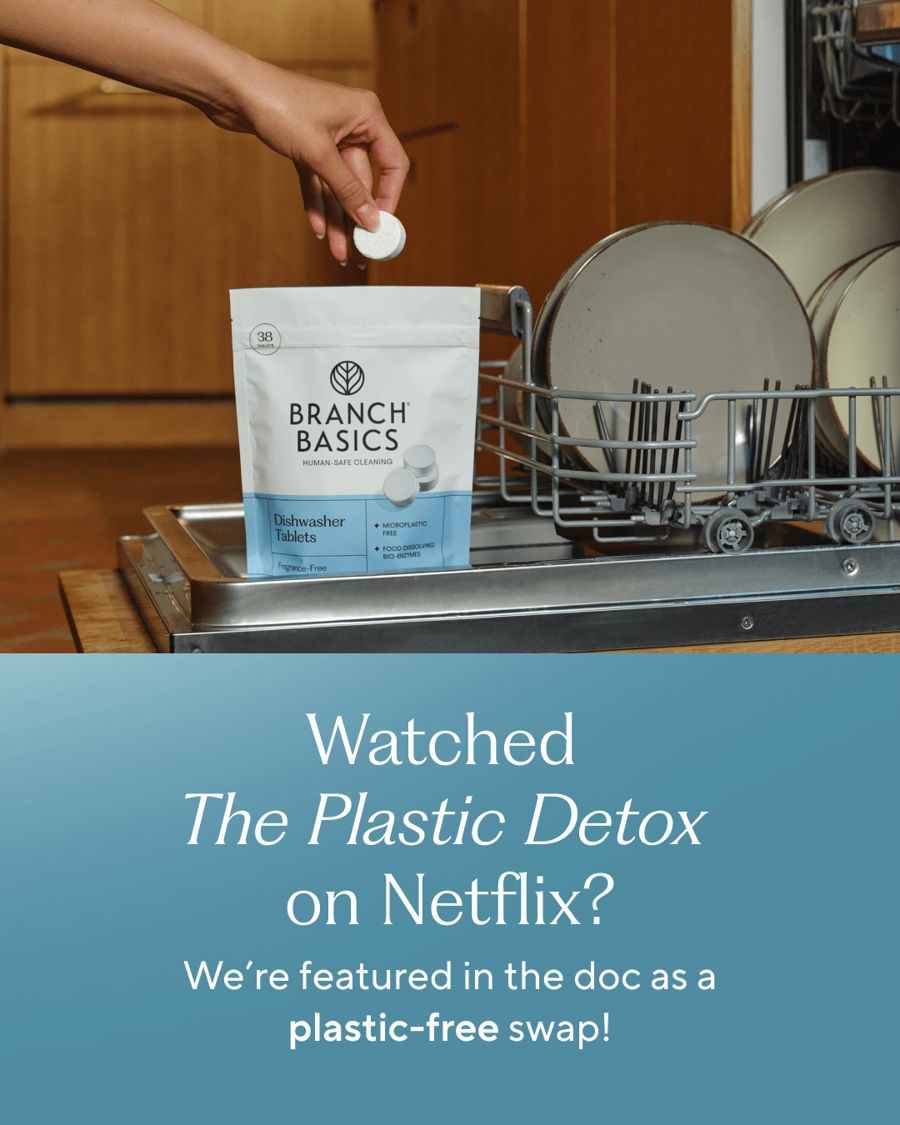 38
TABLETS
BRANCH®
BASICS
HUMAN-SAFE CLEANING
Dishwasher
Tablets
Fragrance-Free
✦ MICROPLASTIC
FREE
✦ FOOD DISSOLVING
BIO-ENZYMES
Watched
The Plastic Detox
on Netflix?
We’re featured in the doc as a
plastic-free swap!